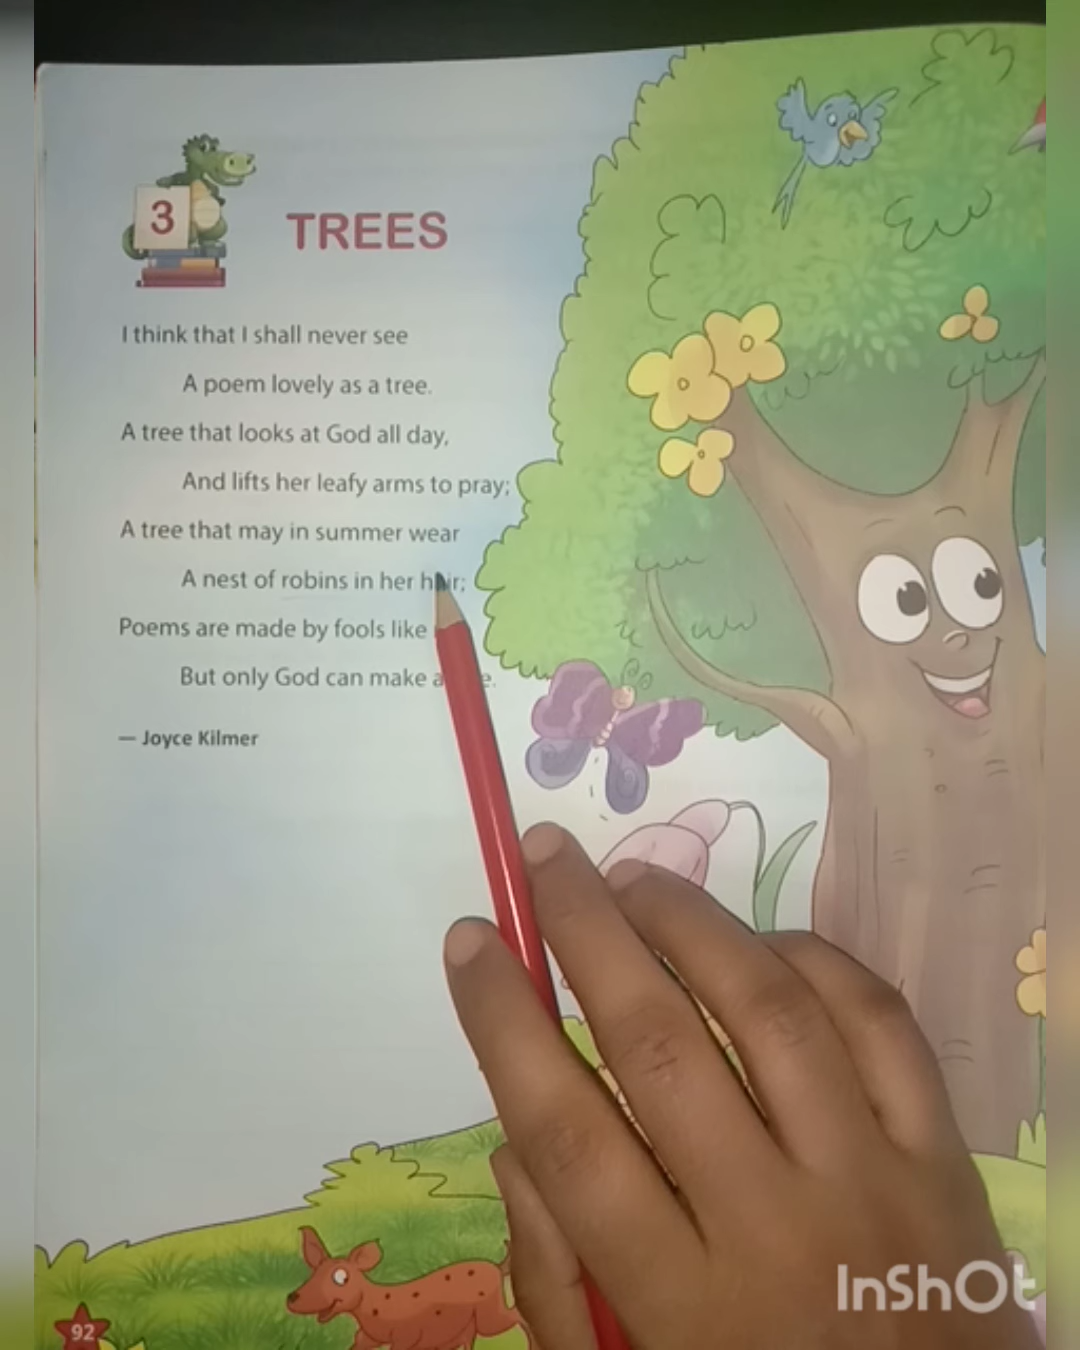 3
TREES
I think that I shall never see
A poem lovely as a tree.
A tree that looks at God all day,
And lifts her leafy arms to pray;
A tree that may in summer wear
A nest of robins in her hair;
Poems are made by fools like
But only God can make a
— Joyce Kilmer
92
InShOt